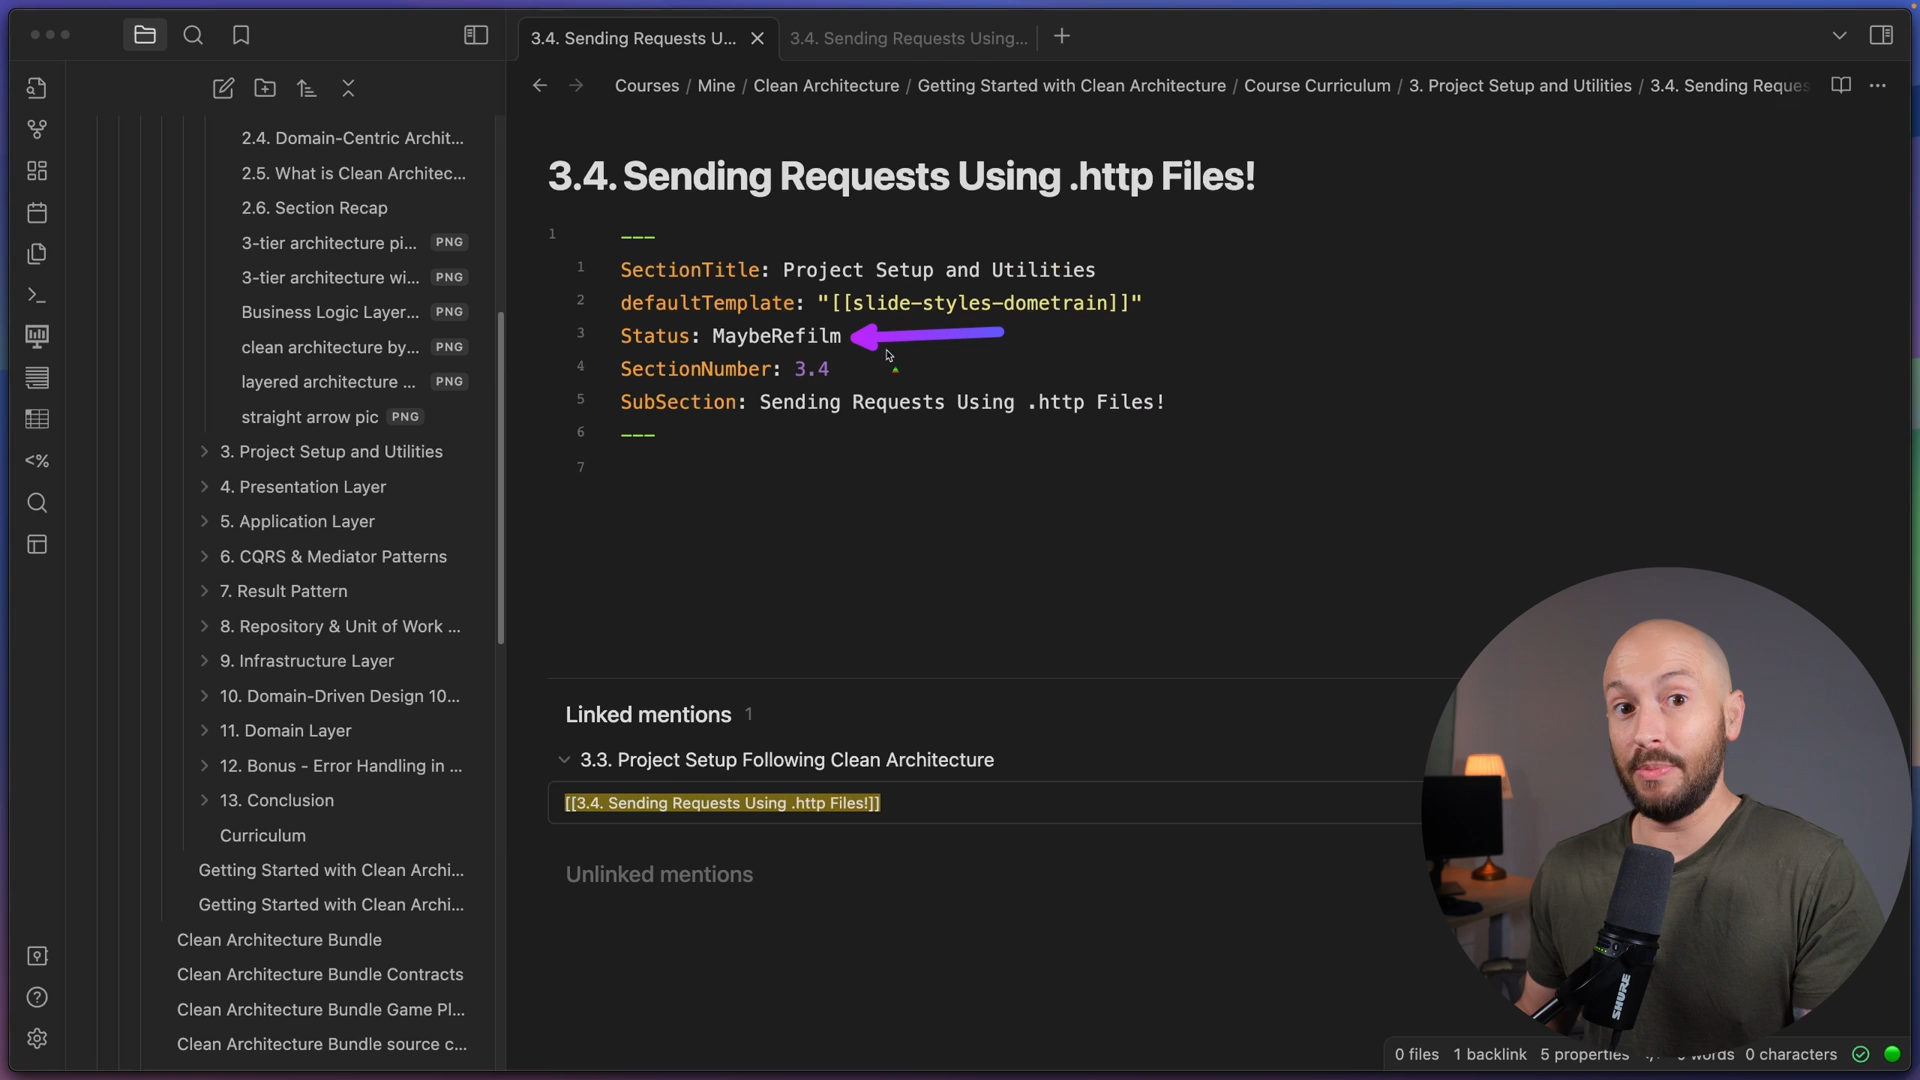 3.4. Sending Requests U...
3.4. Sending Requests Using...
Courses / Mine / Clean Architecture / Getting Started with Clean Architecture / Course Curriculum / 3. Project Setup and Utilities / 3.4. Sending Reques
2.4. Domain-Centric Archit...
2.5. What is Clean Architec...
2.6. Section Recap
3-tier architecture pi... PNG
3-tier architecture wi... PNG
Business Logic Layer... PNG
clean architecture by... PNG
layered architecture ... PNG
straight arrow pic PNG
3. Project Setup and Utilities
4. Presentation Layer
5. Application Layer
6. CQRS & Mediator Patterns
7. Result Pattern
8. Repository & Unit of Work ...
9. Infrastructure Layer
10. Domain-Driven Design 10...
11. Domain Layer
12. Bonus - Error Handling in ...
13. Conclusion
Curriculum
Getting Started with Clean Archi...
Getting Started with Clean Archi...
Clean Architecture Bundle
Clean Architecture Bundle Contracts
Clean Architecture Bundle Game Pl...
Clean Architecture Bundle source c...
3.4. Sending Requests Using .http Files!
1 ---
1 SectionTitle: Project Setup and Utilities
2 defaultTemplate: "[[slide-styles-dometrain]]"
3 Status: MaybeRefilm
4 SectionNumber: 3.4
5 SubSection: Sending Requests Using .http Files!
6 ---
7
Linked mentions 1
3.3. Project Setup Following Clean Architecture
[[3.4. Sending Requests Using .http Files!]]
Unlinked mentions
SHURE
0 files 1 backlink 5 properties words 0 characters